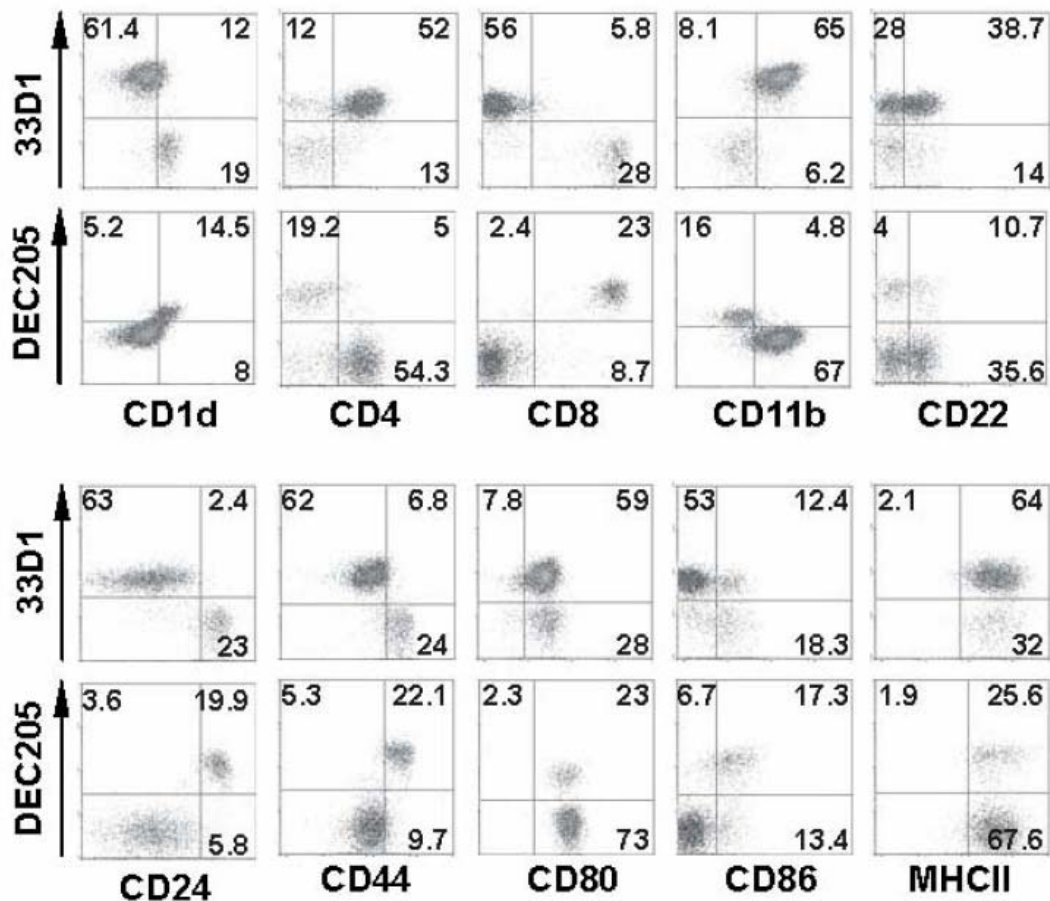 61.4 12 12 52 56 5.8 8.1 65 28 38.7
33D1
19 13 28 6.2 14
5.2 14.5 19.2 5 2.4 23 16 4.8 4 10.7
DEC205
8 54.3 8.7 67 35.6
CD1d CD4 CD8 CD11b CD22
63 2.4 62 6.8 7.8 59 53 12.4 2.1 64
33D1
23 24 28 18.3 32
3.6 19.9 5.3 22.1 2.3 23 6.7 17.3 1.9 25.6
DEC205
5.8 9.7 73 13.4 67.6
CD24 CD44 CD80 CD86 MHCII